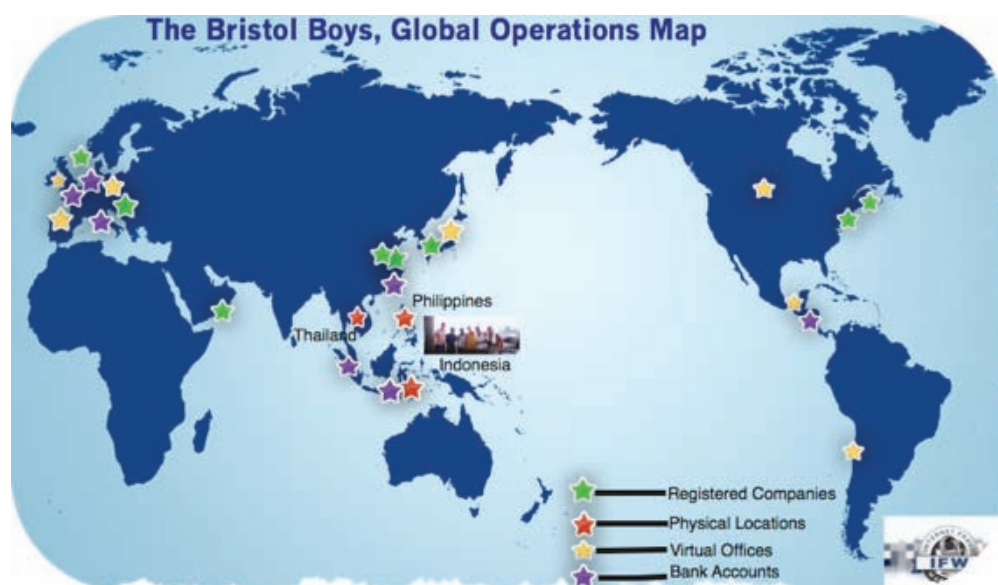 The Bristol Boys, Global Operations Map
Philippines
Thailand
Indonesia
Registered Companies
Physical Locations
Virtual Offices
Bank Accounts
IFW